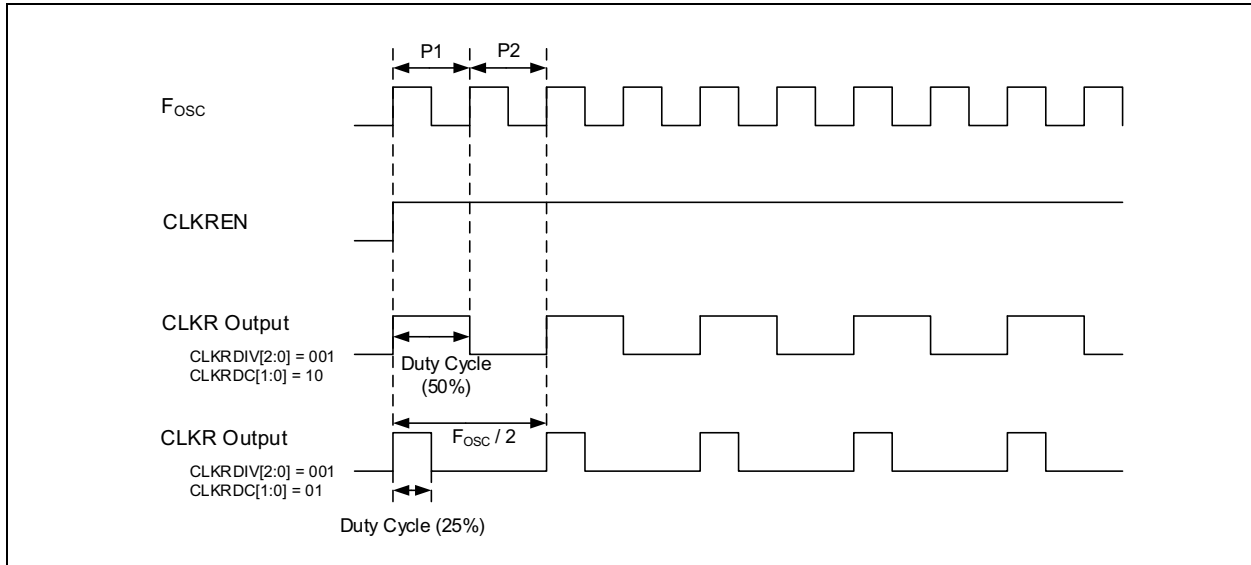 P1 P2
FOSC
CLKREN
CLKR Output
CLKRDIV[2:0] = 001
CLKRDC[1:0] = 10
Duty Cycle
(50%)
FOSC / 2
CLKR Output
CLKRDIV[2:0] = 001
CLKRDC[1:0] = 01
Duty Cycle (25%)